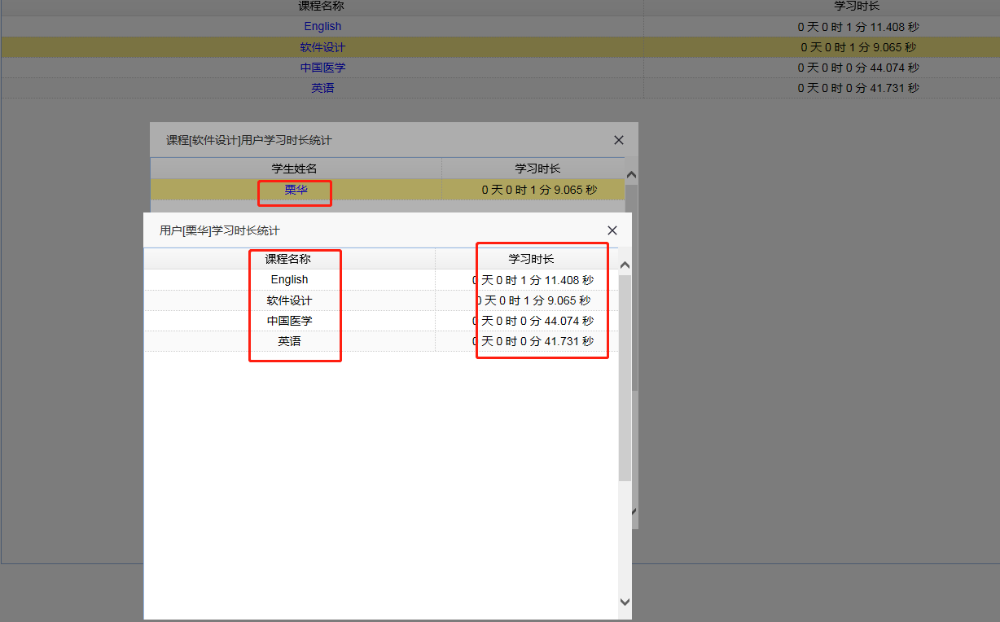 课程名称 学习时长
English 0 天 0 时 1 分 11.408 秒
软件设计 0 天 0 时 1 分 9.065 秒
中国医学 0 天 0 时 0 分 44.074 秒
英语 0 天 0 时 0 分 41.731 秒
课程[软件设计]用户学习时长统计
学生姓名 学习时长
栗华 0 天 0 时 1 分 9.065 秒
用户[栗华]学习时长统计
课程名称 学习时长
English 0 天 0 时 1 分 11.408 秒
软件设计 0 天 0 时 1 分 9.065 秒
中国医学 0 天 0 时 0 分 44.074 秒
英语 0 天 0 时 0 分 41.731 秒